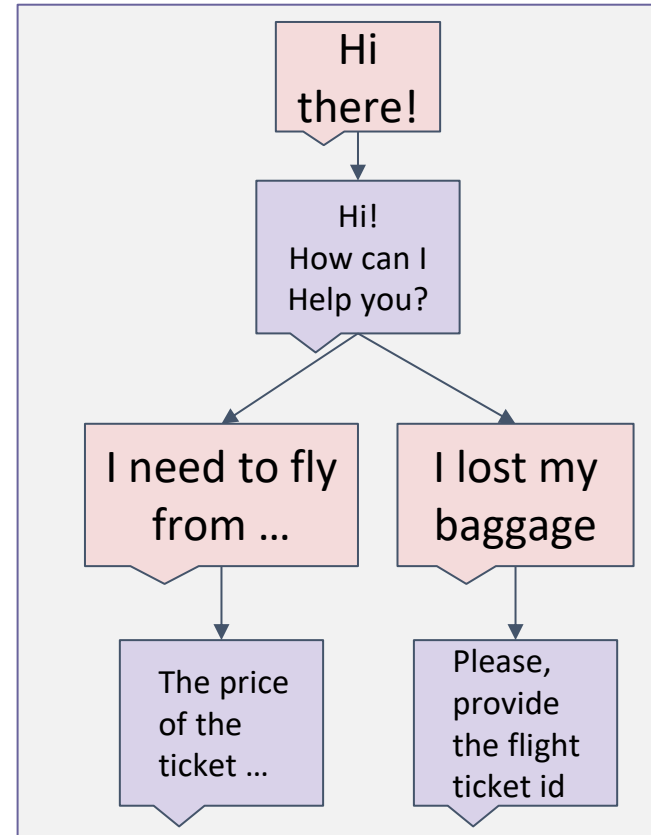 Hi
there!
Hi!
How can I
Help you?
I need to fly
from ...
I lost my
baggage
The price
of the
ticket ...
Please,
provide
the flight
ticket id